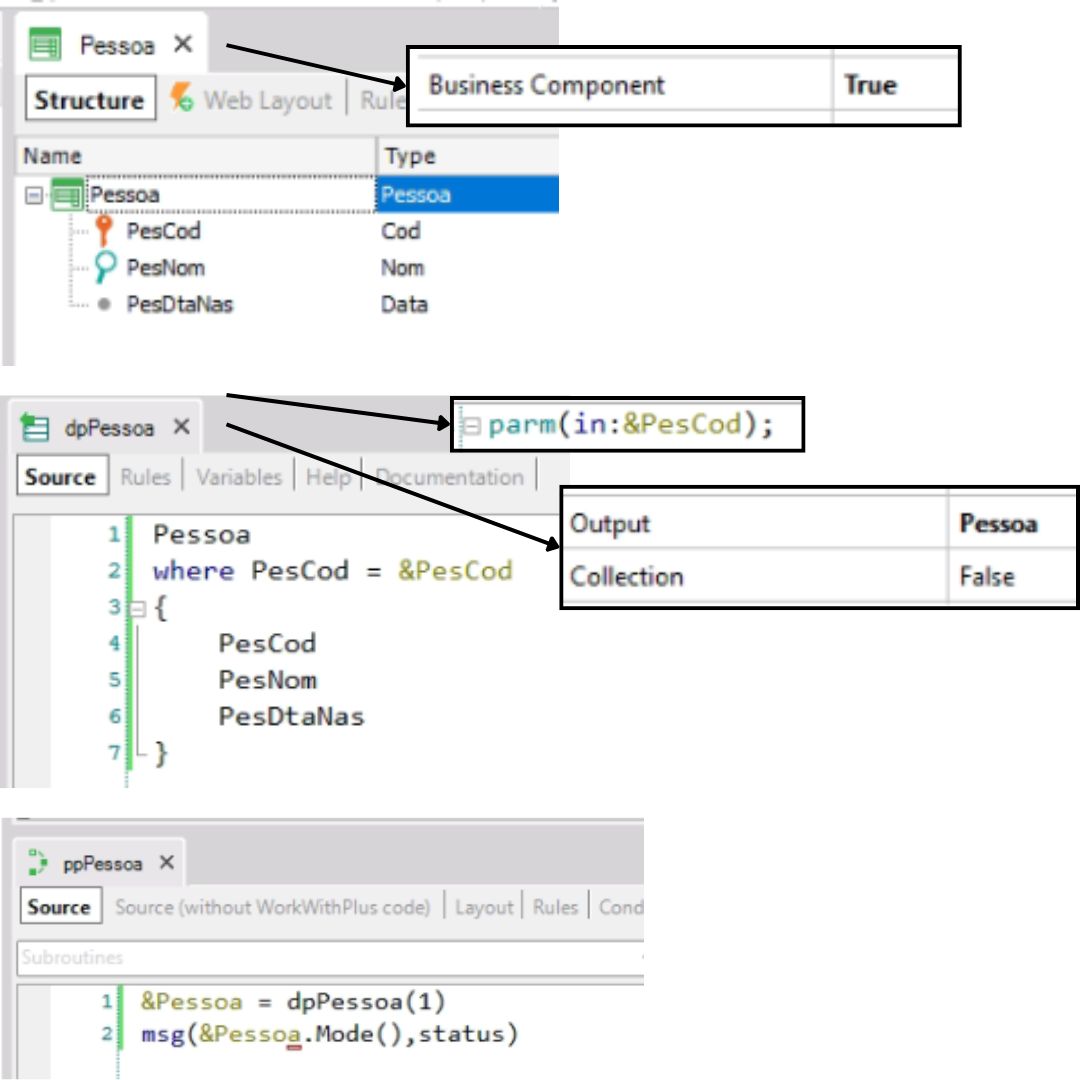 Pessoa
Structure Web Layout Rule
Business Component True
Name Type
Pessoa Pessoa
PesCod Cod
PesNom Nom
PesDtaNas Data
dpPessoa
parm(in:&PesCod);
Source Rules Variables Help Documentation
Output Pessoa
Collection False
1 Pessoa
2 where PesCod = &PesCod
3 {
4 PesCod
5 PesNom
6 PesDtaNas
7 }
ppPessoa
Source Source (without WorkWithPlus code) Layout Rules Cond
Subroutines
1 &Pessoa = dpPessoa(1)
2 msg(&Pessoa.Mode(),status)